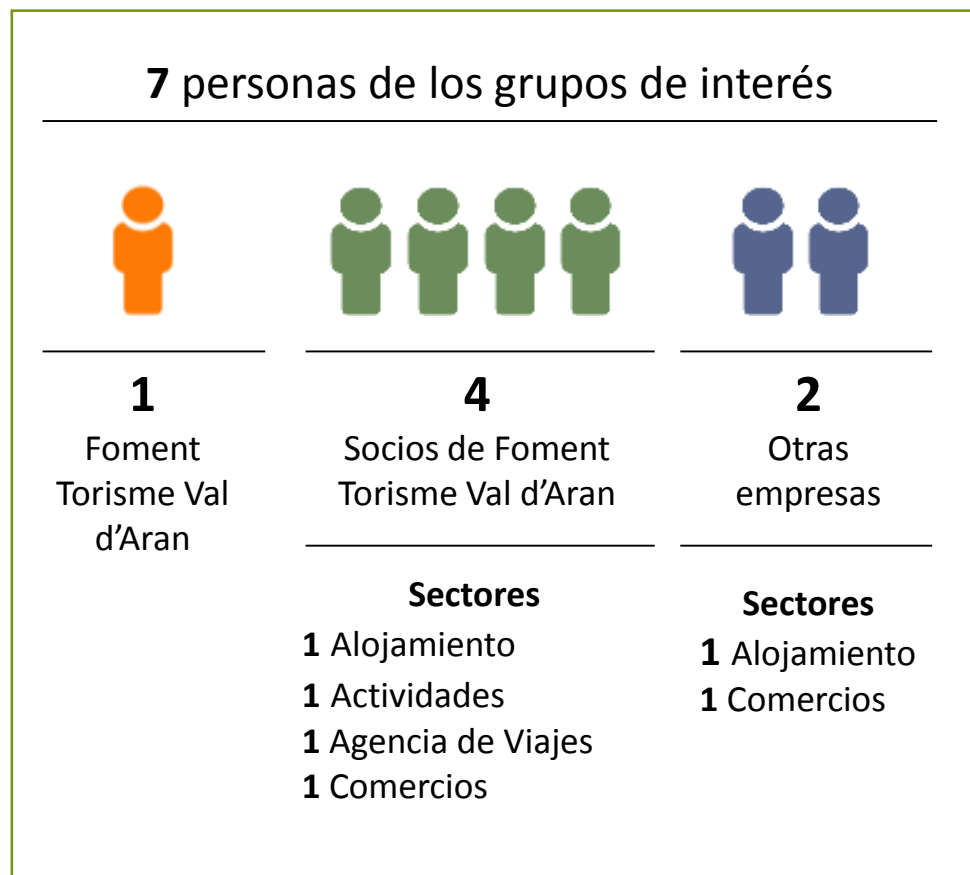 7 personas de los grupos de interés
1
Foment
Torisme Val
d’Aran
4
Socios de Foment
Torisme Val d’Aran
Sectores
1 Alojamiento
1 Actividades
1 Agencia de Viajes
1 Comercios
2
Otras
empresas
Sectores
1 Alojamiento
1 Comercios